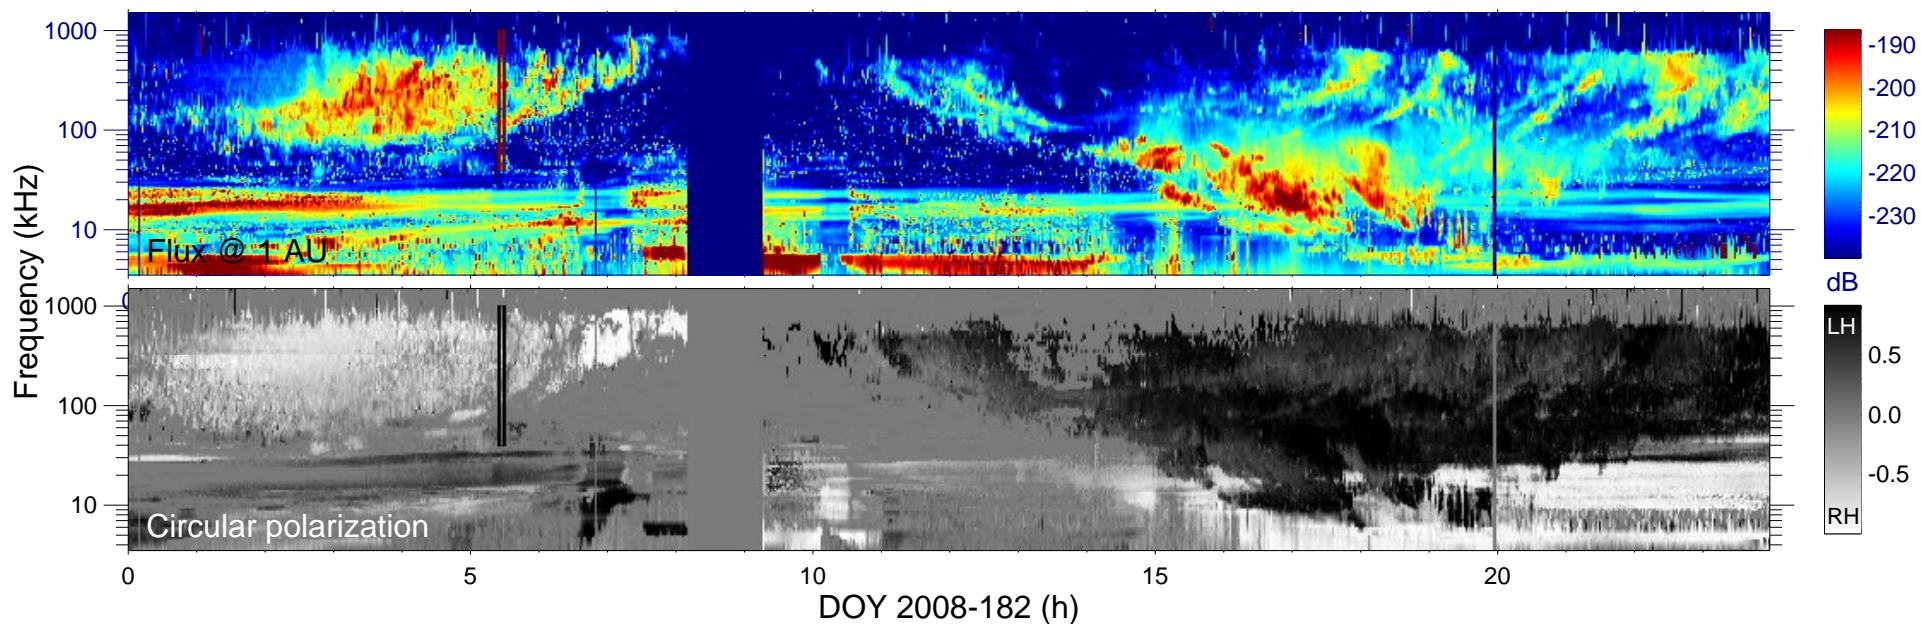 1000
100
10
Flux @ 1 AU
-190
-200
-210
-220
-230
dB
Frequency (kHz)
0
1000
100
10
Circular polarization
LH
0.5
0.0
-0.5
RH
0 5 10 15 20
DOY 2008-182 (h)